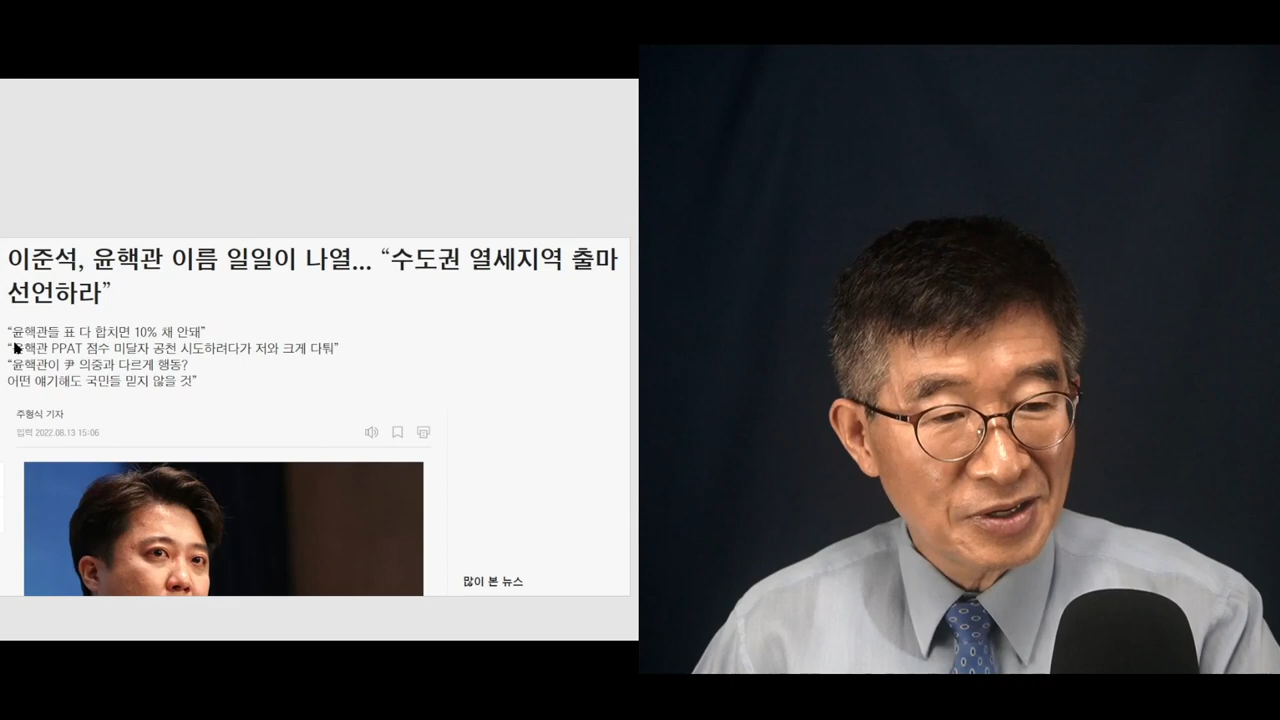 이준석, 윤핵관 이름 일일이 나열... “수도권 열세지역 출마
선언하라”
“윤핵관들 표 다 합치면 10% 채 안돼”
“윤핵관 PPAT 점수 미달자 공천 시도하려다가 저와 크게 다퉈”
“윤핵관이 尹 의중과 다르게 행동?
어떤 얘기해도 국민들 믿지 않을 것”
주형식 기자
입력 2022.08.13 15:06
많이 본 뉴스